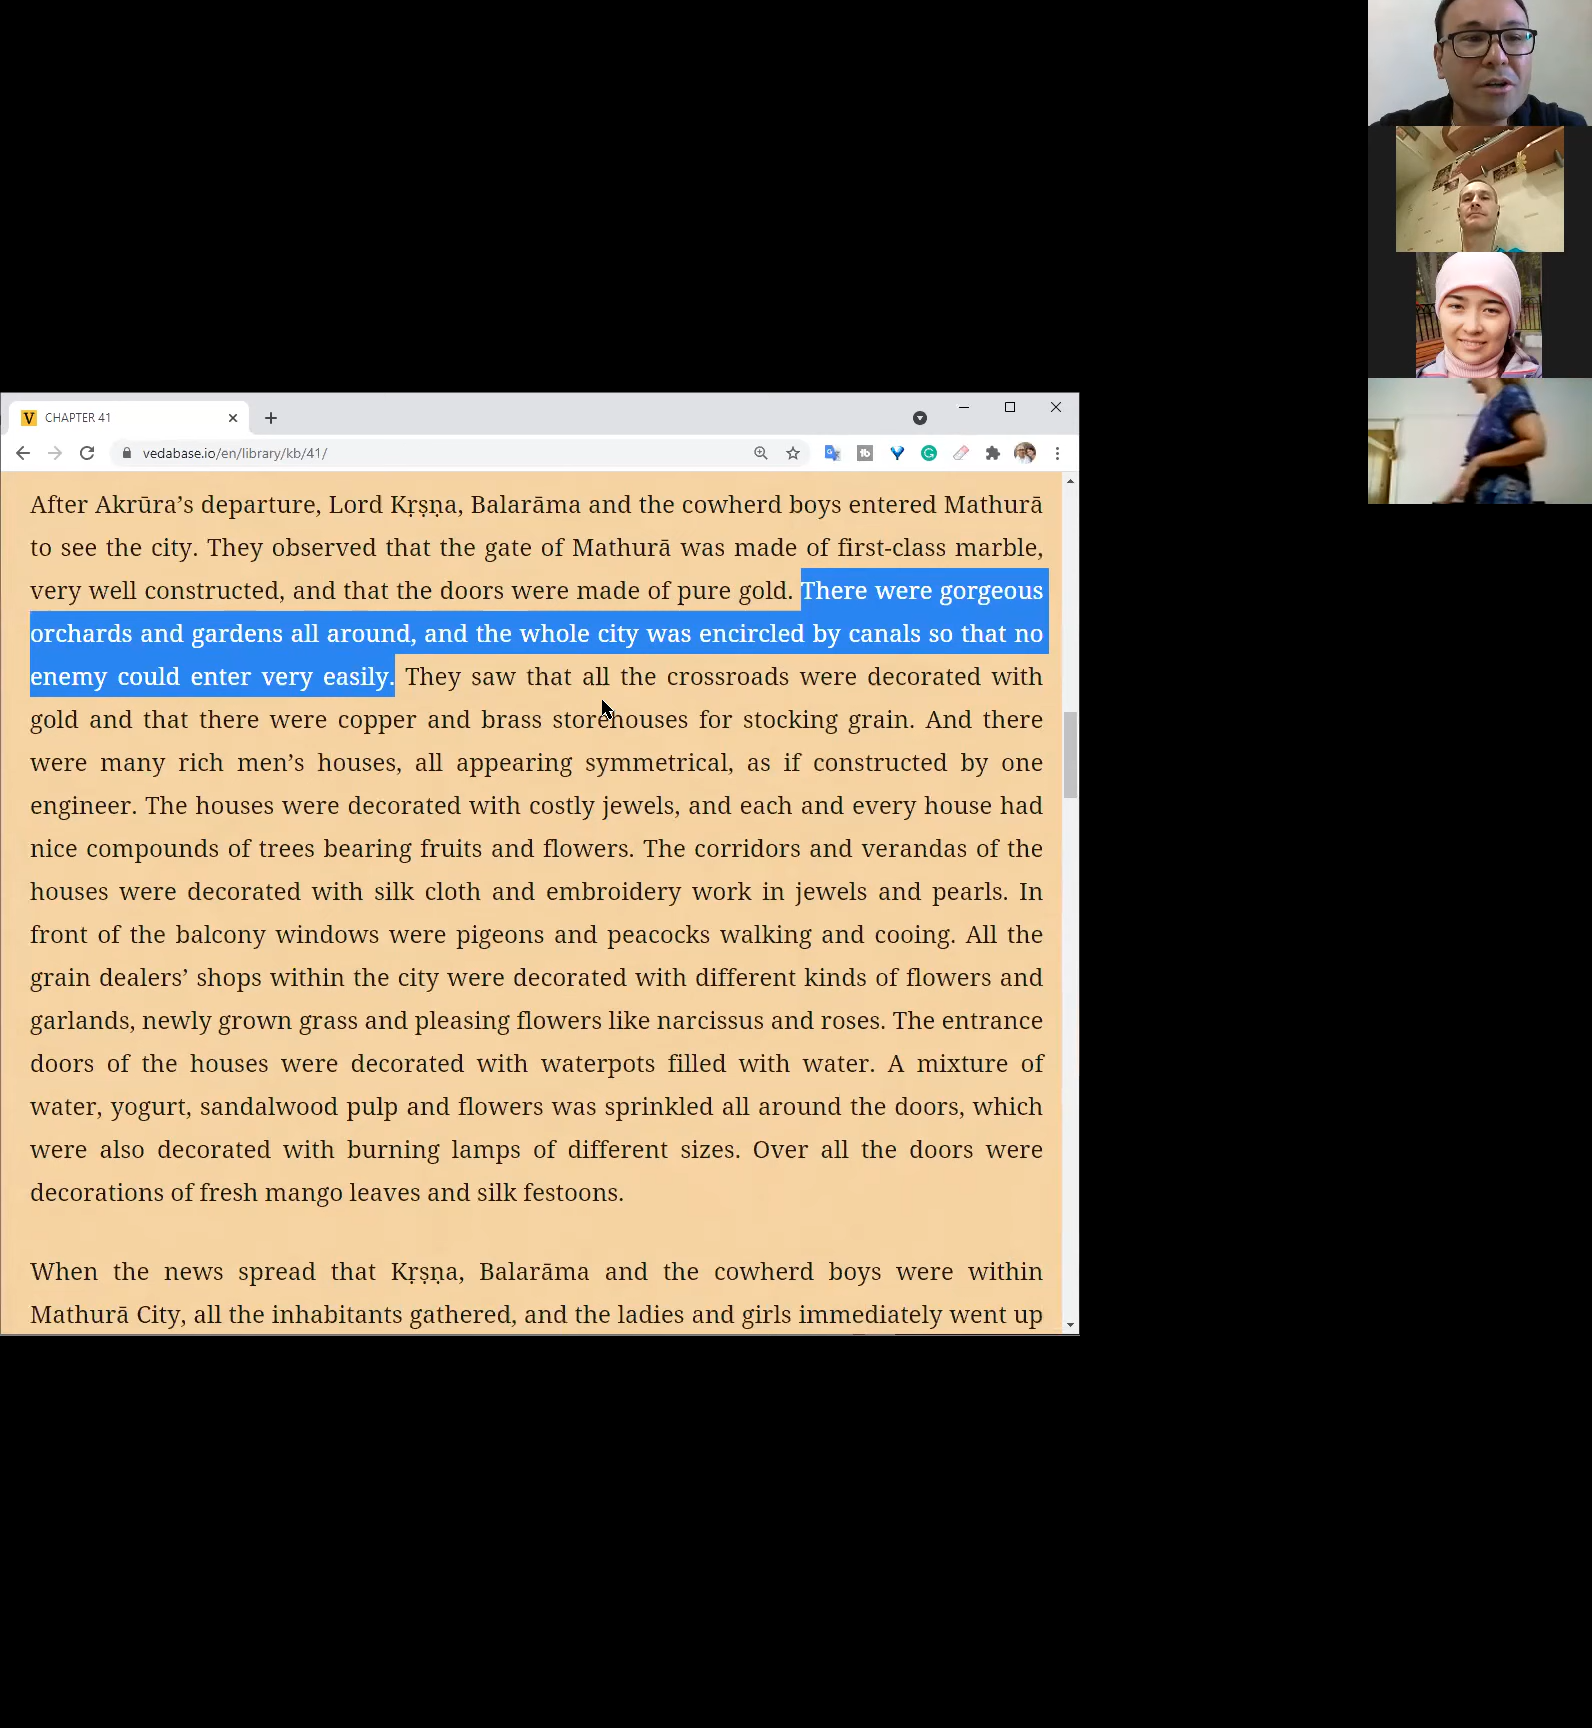 CHAPTER 41
vedabase.io/en/library/kb/41/
After Akrūra’s departure, Lord Kṛṣṇa, Balarāma and the cowherd boys entered Mathurā
to see the city. They observed that the gate of Mathurā was made of first-class marble,
very well constructed, and that the doors were made of pure gold. There were gorgeous
orchards and gardens all around, and the whole city was encircled by canals so that no
enemy could enter very easily. They saw that all the crossroads were decorated with
gold and that there were copper and brass storehouses for stocking grain. And there
were many rich men’s houses, all appearing symmetrical, as if constructed by one
engineer. The houses were decorated with costly jewels, and each and every house had
nice compounds of trees bearing fruits and flowers. The corridors and verandas of the
houses were decorated with silk cloth and embroidery work in jewels and pearls. In
front of the balcony windows were pigeons and peacocks walking and cooing. All the
grain dealers’ shops within the city were decorated with different kinds of flowers and
garlands, newly grown grass and pleasing flowers like narcissus and roses. The entrance
doors of the houses were decorated with waterpots filled with water. A mixture of
water, yogurt, sandalwood pulp and flowers was sprinkled all around the doors, which
were also decorated with burning lamps of different sizes. Over all the doors were
decorations of fresh mango leaves and silk festoons.
When the news spread that Kṛṣṇa, Balarāma and the cowherd boys were within
Mathurā City, all the inhabitants gathered, and the ladies and girls immediately went up